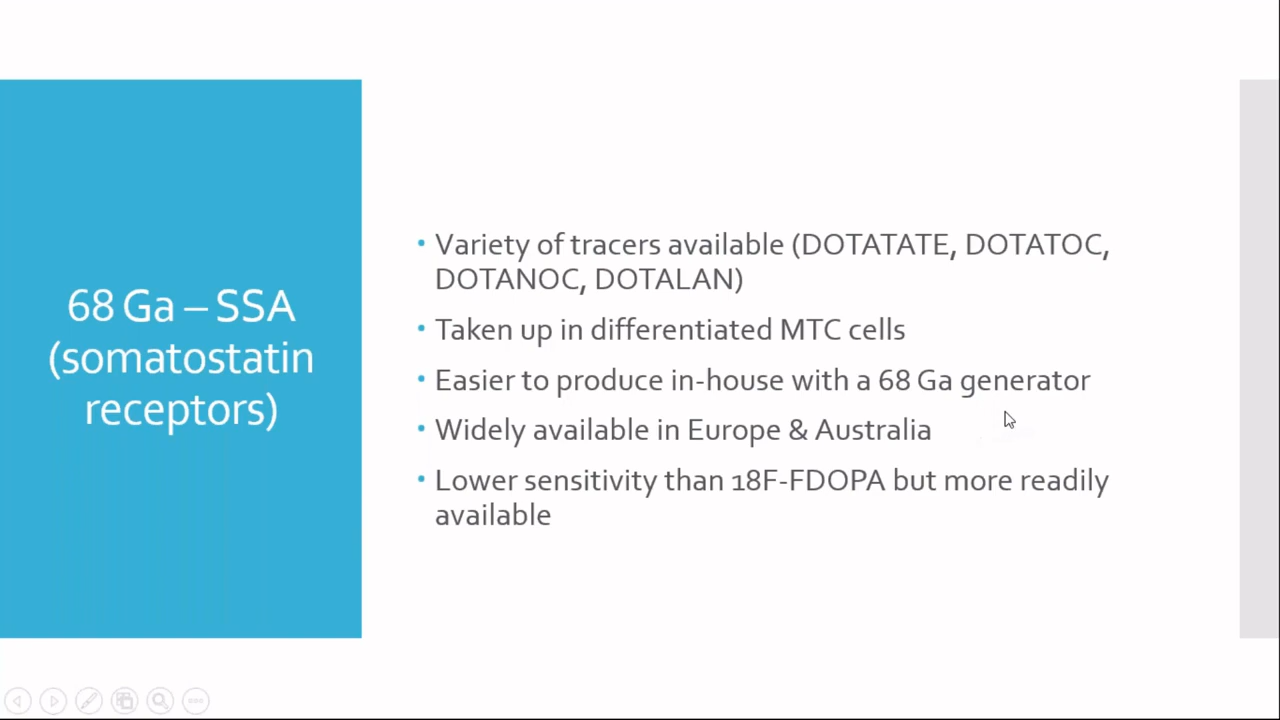 68 Ga – SSA
(somatostatin
receptors)
• Variety of tracers available (DOTATATE, DOTATOC,
DOTANOC, DOTALAN)
• Taken up in differentiated MTC cells
• Easier to produce in-house with a 68 Ga generator
• Widely available in Europe & Australia
• Lower sensitivity than 18F-FDOPA but more readily
available